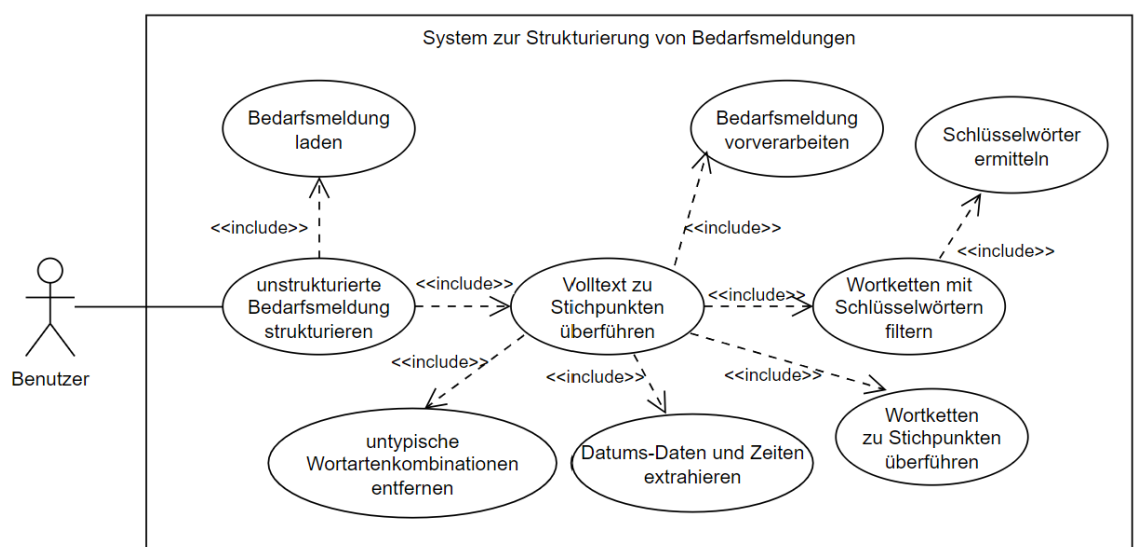 System zur Strukturierung von Bedarfsmeldungen
Bedarfsmeldung
laden
Bedarfsmeldung
vorverarbeiten
Schlüsselwörter
ermitteln
<<include>>
<<include>>
<<include>>
unstrukturierte
Bedarfsmeldung
strukturieren
<<include>>
Volltext zu
Stichpunkten
überführen
<<include>>
Wortketten mit
Schlüsselwörtern
filtern
Benutzer
<<include>>
<<include>>
<<include>>
untypische
Wortartenkombinationen
entfernen
Datums-Daten und Zeiten
extrahieren
Wortketten
zu Stichpunkten
überführen